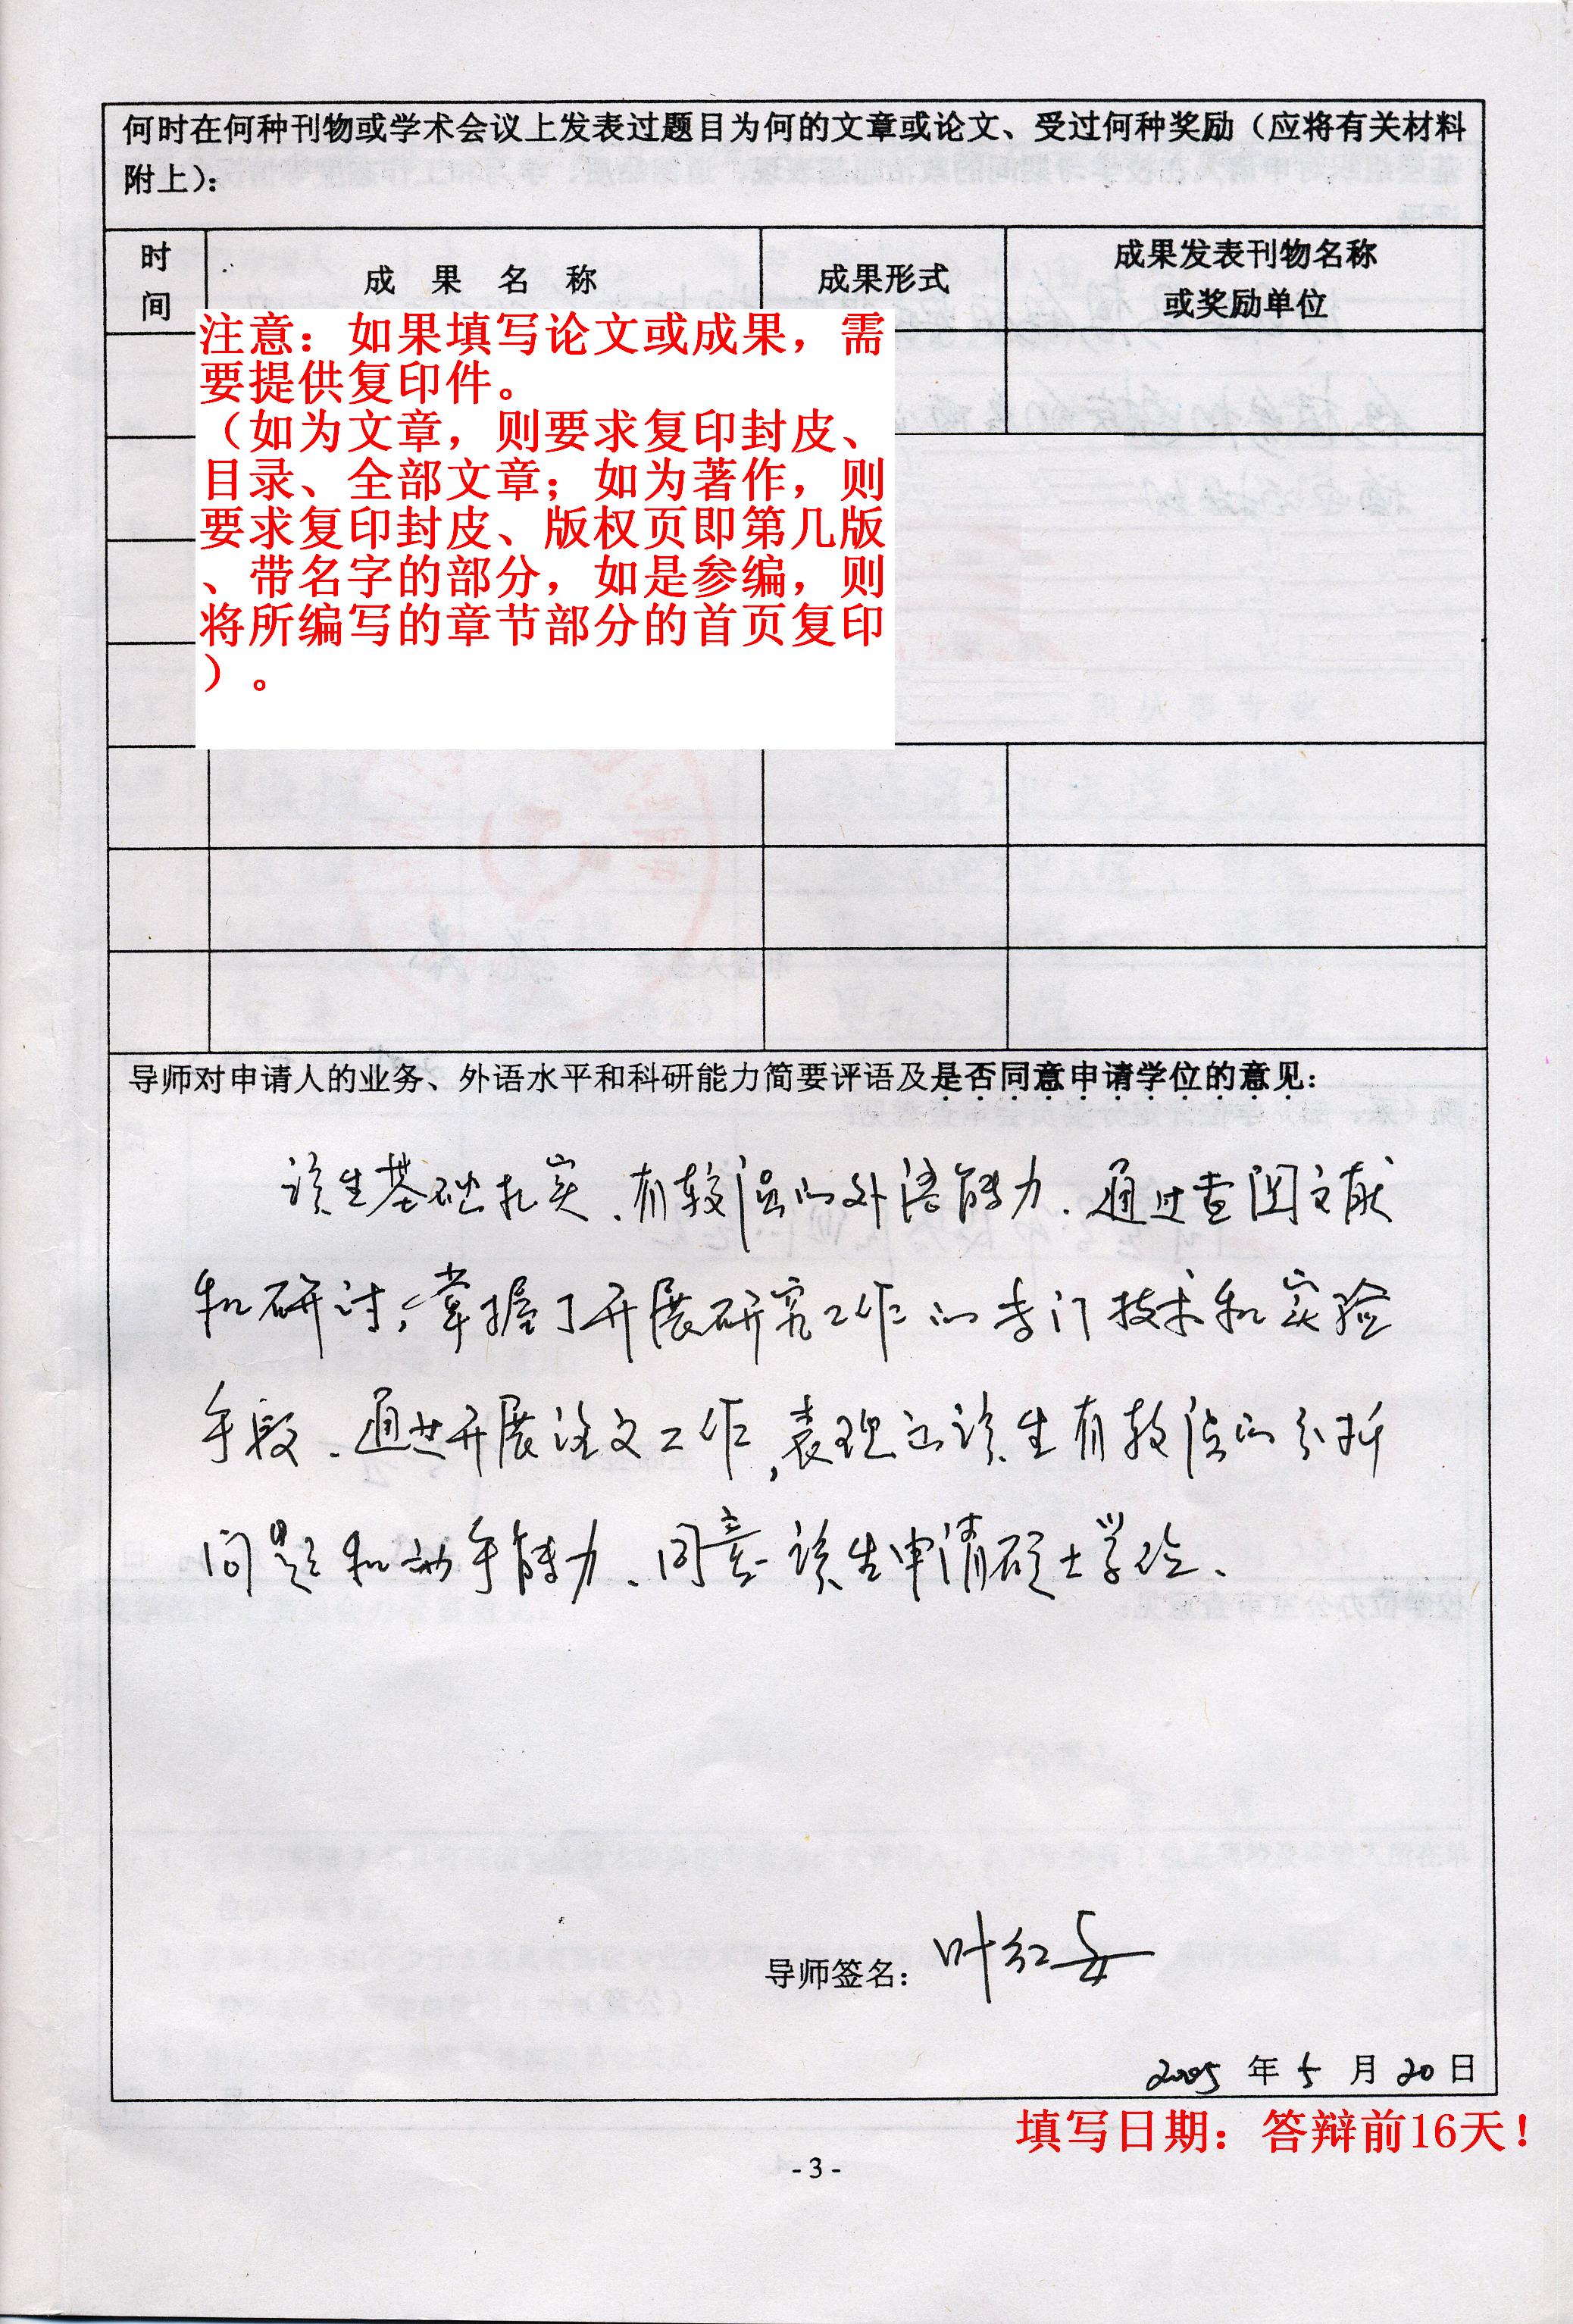 何时在何种刊物或学术会议上发表过题目为何的文章或论文、受过何种奖励（应将有关材料
附上）：
时间
成 果 名 称
成果形式
成果发表刊物名称
或奖励单位
注意：如果填写论文或成果，需
要提供复印件。
（如为文章，则要求复印封皮、
目录、全部文章；如为著作，则
要求复印封皮、版权页即第几版
、带名字的部分，如是参编，则
将所编写的章节部分的首页复印
）。
导师对申请人的业务、外语水平和科研能力简要评语及是否同意申请学位的意见：
该生基础扎实、有较强的外语能力．通过查阅文献
和研讨，掌握了开展研究工作的专门技术和实验
手段．通过开展论文工作，表现出该生有较强的分析
问题和动手能力、同意该生申请硕士学位、
导师签名：叶红
2005 年 5 月 20 日
填写日期：答辩前16天！
- 3 -